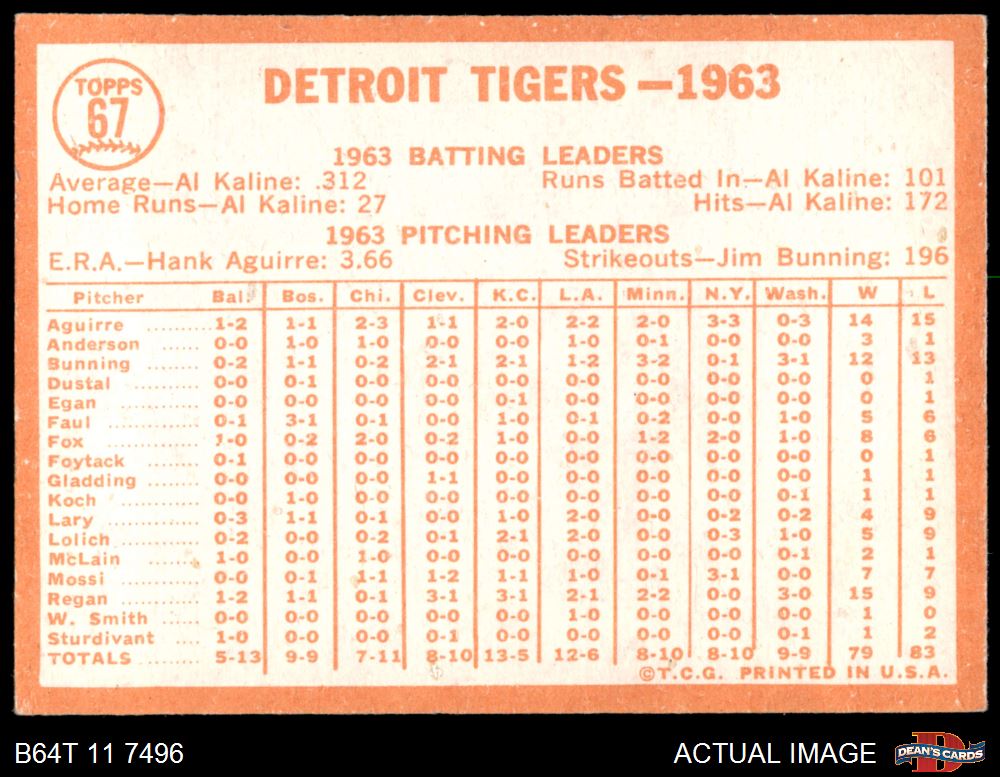 TOPPS
67
DETROIT TIGERS—1963
1963 BATTING LEADERS
Average—Al Kaline: .312 Runs Batted In—Al Kaline: 101
Home Runs—Al Kaline: 27 Hits—Al Kaline: 172
1963 PITCHING LEADERS
E.R.A.—Hank Aguirre: 3.66 Strikeouts—Jim Bunning: 196
Pitcher Bal. Bos. Chi. Clev. K.C. L.A. Minn. N.Y. Wash. W L
Aguirre .......... 1-2 1-1 2-3 1-1 2-0 2-2 2-0 3-3 0-3 14 15
Anderson ...... 0-0 1-0 1-0 0-0 0-0 1-0 0-1 0-0 0-0 3 1
Bunning ........ 0-2 1-1 0-2 2-1 2-1 1-2 3-2 0-1 3-1 12 13
Dustal .......... 0-0 0-1 0-0 0-0 0-0 0-0 0-0 0-0 0-0 0 1
Egan ............ 0-0 0-0 0-0 0-0 0-1 0-0 0-0 0-0 0-0 0 1
Faul .............. 0-1 3-1 0-1 0-0 1-0 0-1 0-2 0-0 1-0 5 6
Fox .............. 1-0 0-2 2-0 0-2 1-0 0-0 1-2 2-0 1-0 8 6
Foytack ........ 0-1 0-0 0-0 0-0 0-0 0-0 0-0 0-0 0-0 0 1
Gladding ...... 0-0 0-0 0-0 1-1 0-0 0-0 0-0 0-0 0-0 1 1
Koch ............ 0-0 1-0 0-0 0-0 0-0 0-0 0-0 0-0 0-1 1 1
Lary .............. 0-3 1-1 0-1 0-0 1-0 2-0 0-0 0-2 0-2 4 9
Lolich .......... 0-2 0-0 0-2 0-1 2-1 2-0 0-0 0-3 1-0 5 9
McLain ........ 1-0 0-0 1-0 0-0 0-0 0-0 0-0 0-0 0-1 2 1
Mossi .......... 0-0 0-1 1-1 1-2 1-1 1-0 0-1 3-1 0-0 7 7
Regan .......... 1-2 1-1 0-1 3-1 3-1 2-1 2-2 0-0 3-0 15 9
W. Smith .... 0-0 0-0 0-0 0-0 0-0 1-0 0-0 0-0 0-0 1 0
Sturdivant .... 1-0 0-0 0-0 0-1 0-0 0-0 0-0 0-0 0-1 1 2
TOTALS ........ 5-13 9-9 7-11 8-10 13-5 12-6 8-10 8-10 9-9 79 83
©T.C.G. PRINTED IN U.S.A.
B64T 11 7496 ACTUAL IMAGE DEAN'S CARDS